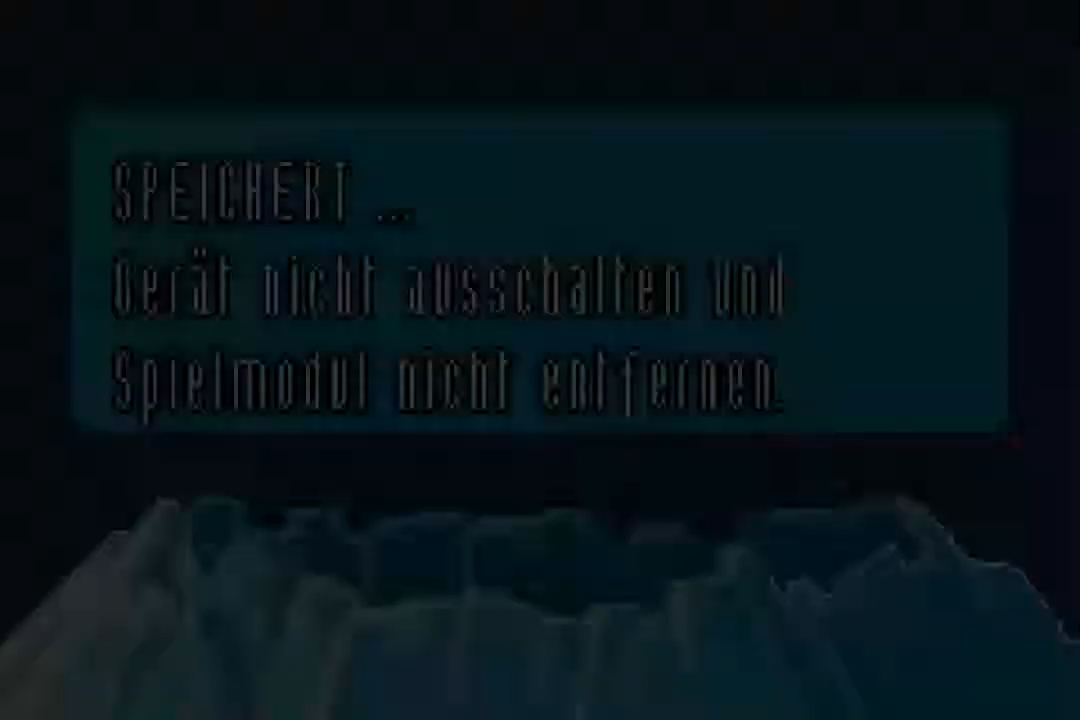 SPEICHERT ...
Gerät nicht ausschalten und
Spielmodul nicht entfernen.